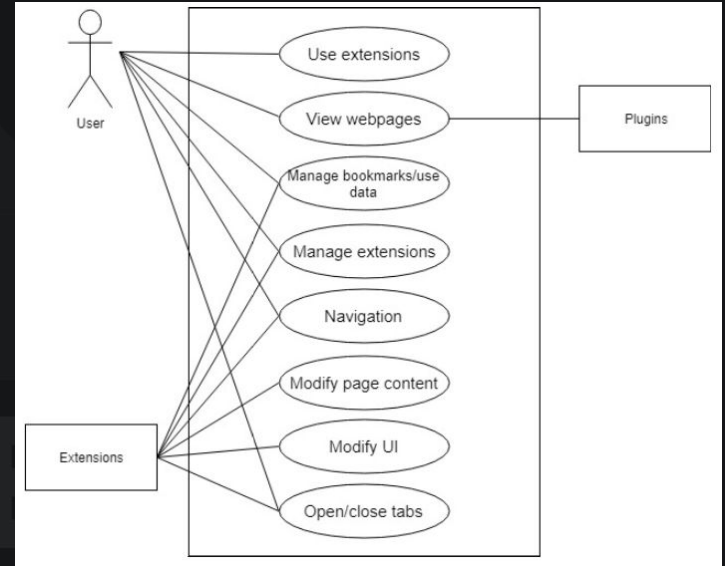 Use extensions
User
View webpages
Plugins
Manage bookmarks/use
data
Manage extensions
Navigation
Modify page content
Extensions
Modify UI
Open/close tabs